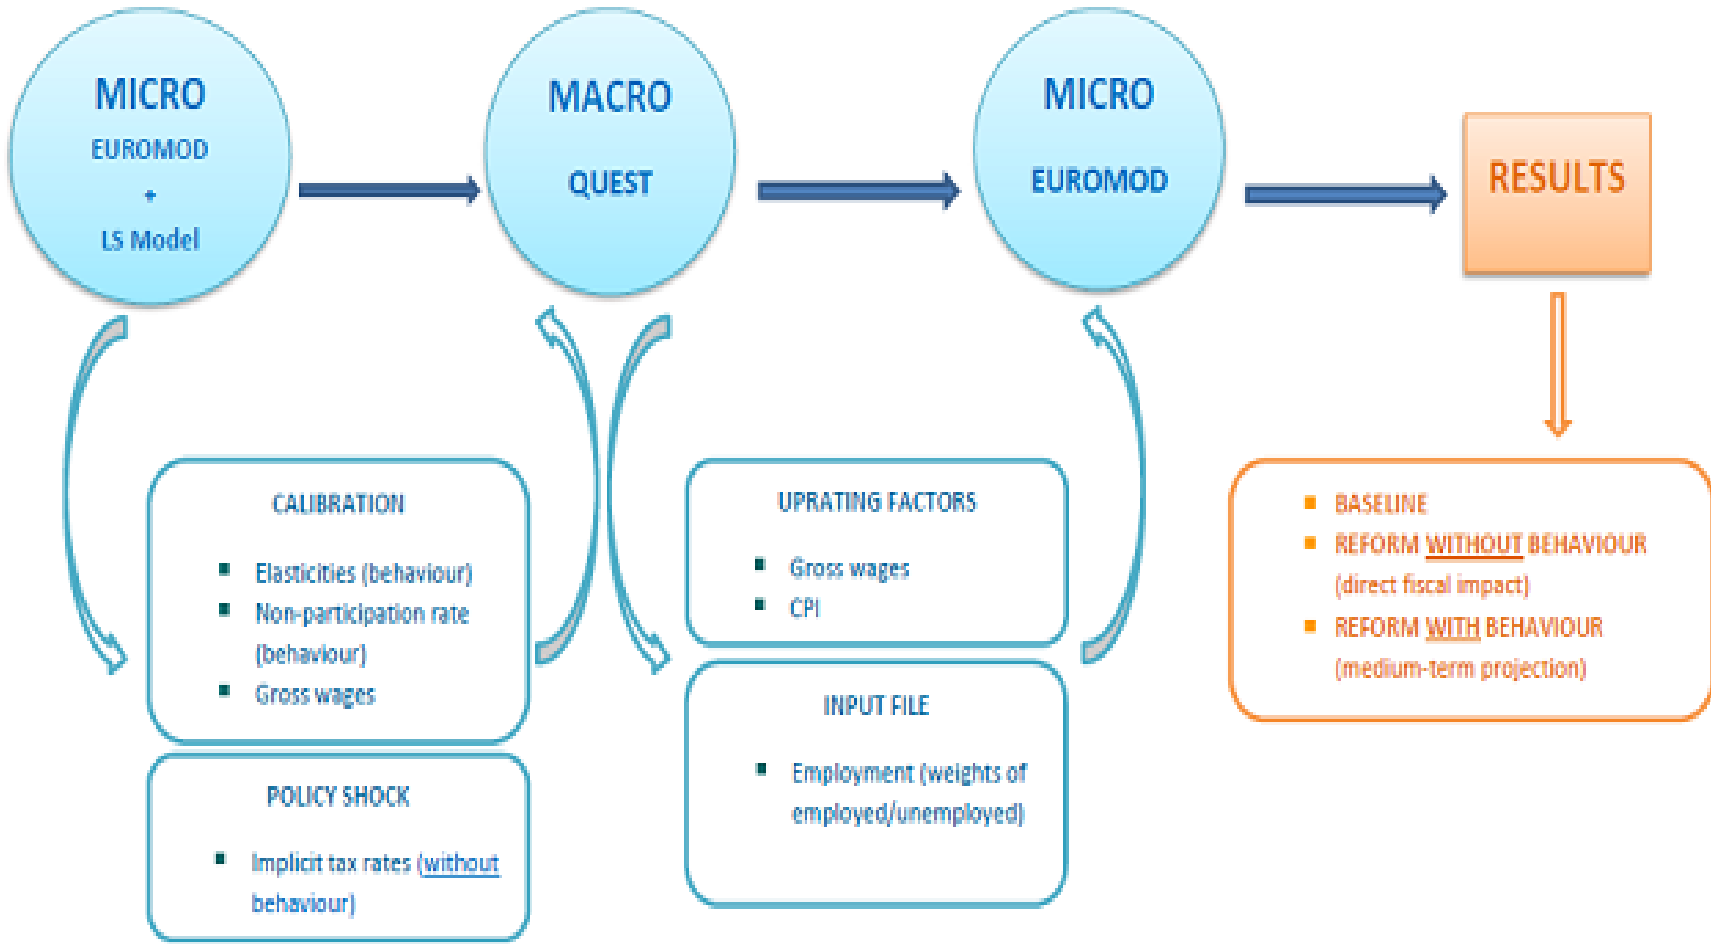 MICRO
EUROMOD
+
LS Model
MACRO
QUEST
MICRO
EUROMOD
RESULTS
CALIBRATION
Elasticities (behaviour)
Non-participation rate
(behaviour)
Gross wages
POLICY SHOCK
Implicit tax rates (without
behaviour)
UPRATING FACTORS
Gross wages
CPI
INPUT FILE
Employment (weights of
employed/unemployed)
BASELINE
REFORM WITHOUT BEHAVIOUR
(direct fiscal impact)
REFORM WITH BEHAVIOUR
(medium-term projection)